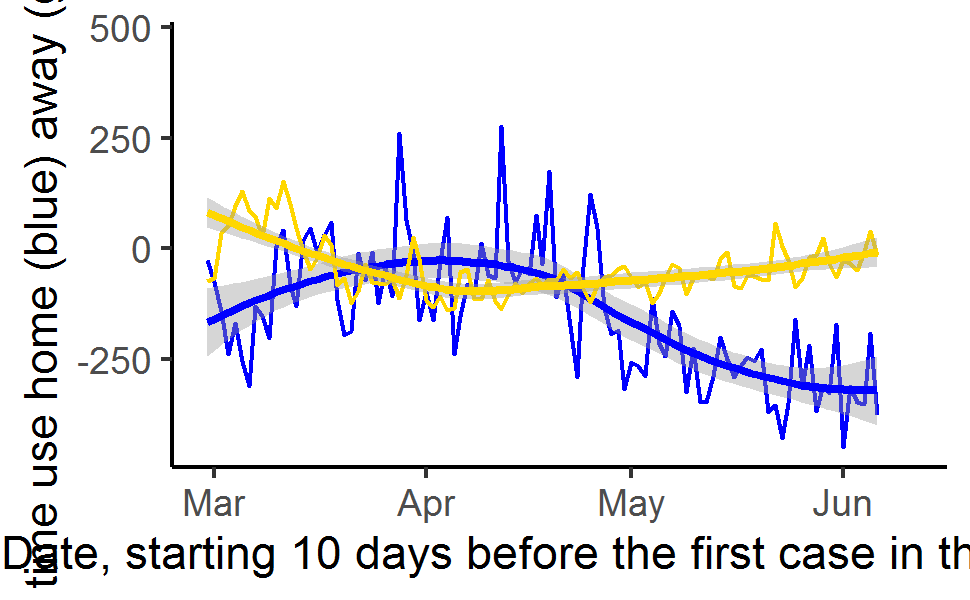 time use home (blue) away (
500
250
0
-250
Mar Apr May Jun
Date, starting 10 days before the first case in th